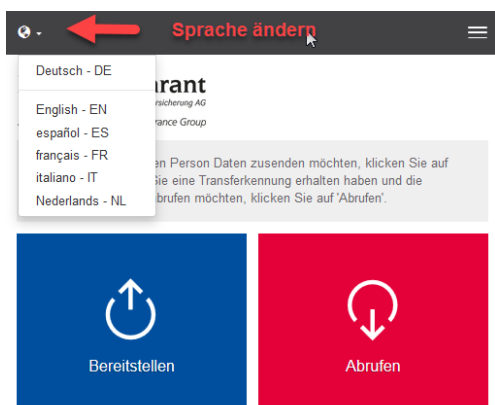 Sprache ändern
Deutsch - DE
English - EN
español - ES
français - FR
italiano - IT
Nederlands - NL
rant
sicherung AG
rance Group
en Person Daten zusenden möchten, klicken Sie auf
Sie eine Transferkennung erhalten haben und die
brufen möchten, klicken Sie auf 'Abrufen'.
Bereitstellen
Abrufen